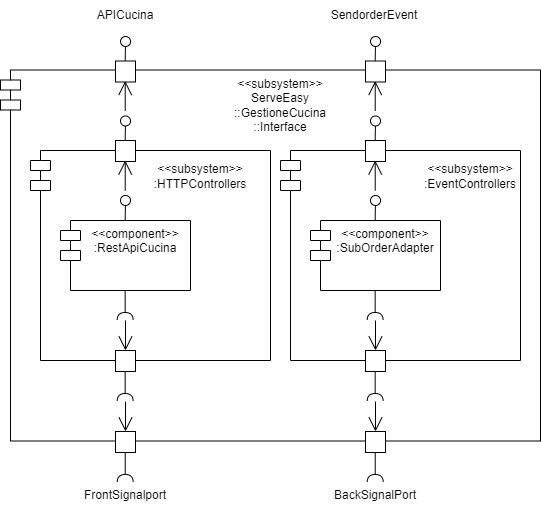 APICucina
SendorderEvent
<<subsystem>>
ServeEasy
::GestioneCucina
::Interface
<<subsystem>>
:HTTPControllers
<<subsystem>>
:EventControllers
<<component>>
:RestApiCucina
<<component>>
:SubOrderAdapter
FrontSignalport
BackSignalPort